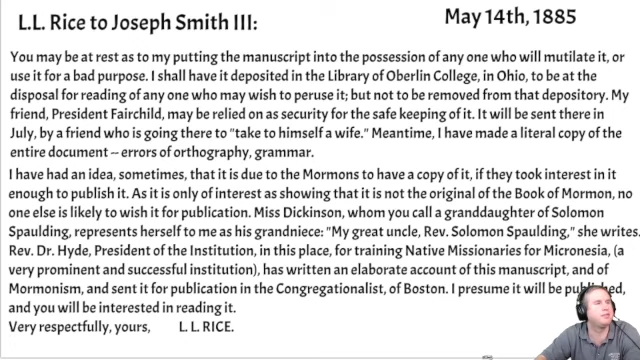 L.L. Rice to Joseph Smith III:
May 14th, 1885
You may be at rest as to my putting the manuscript into the possession of any one who will mutilate it, or
use it for a bad purpose. I shall have it deposited in the Library of Oberlin College, in Ohio, to be at the
disposal for reading of any one who may wish to peruse it; but not to be removed from that depository. My
friend, President Fairchild, may be relied on as security for the safe keeping of it. It will be sent there in
July, by a friend who is going there to "take to himself a wife." Meantime, I have made a literal copy of the
entire document -- errors of orthography, grammar.
I have had an idea, sometimes, that it is due to the Mormons to have a copy of it, if they took interest in it
enough to publish it. As it is only of interest as showing that it is not the original of the Book of Mormon, no
one else is likely to wish it for publication. Miss Dickinson, whom you call a granddaughter of Solomon
Spaulding, represents herself to me as his grandniece: "My great uncle, Rev. Solomon Spaulding," she writes.
Rev. Dr. Hyde, President of the Institution, in this place, for training Native Missionaries for Micronesia, (a
very prominent and successful institution), has written an elaborate account of this manuscript, and of
Mormonism, and sent it for publication in the Congregationalist, of Boston. I presume it will be published,
and you will be interested in reading it.
Very respectfully, yours, L. L. RICE.